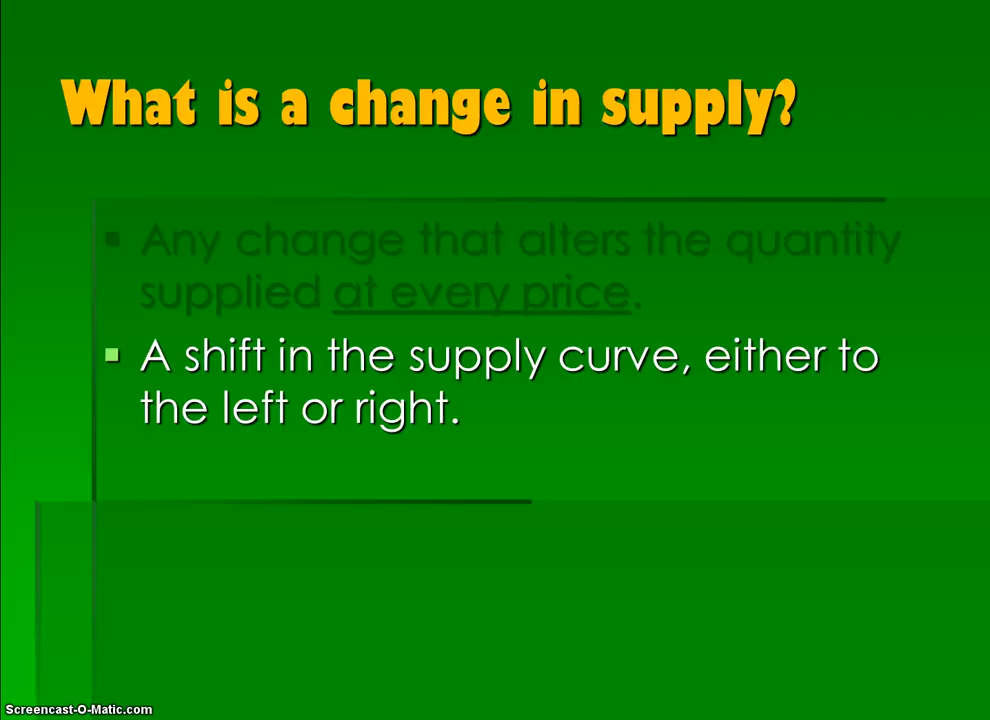 What is a change in supply?
▪ Any change that alters the quantity
supplied at every price.
▪ A shift in the supply curve, either to
the left or right.
Screencast-O-Matic.com